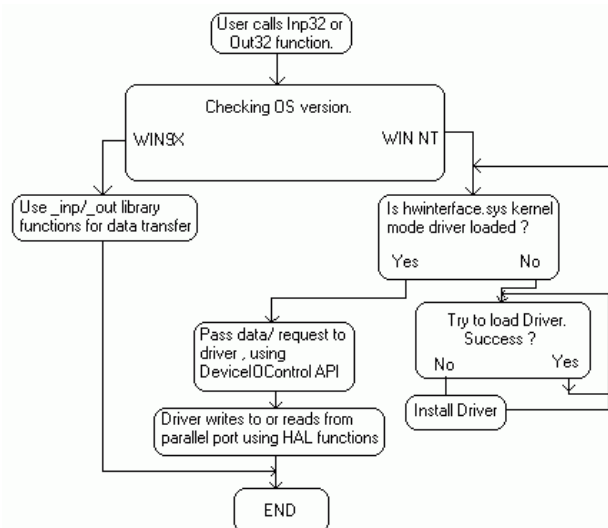 User calls Inp32 or
Out32 function.
Checking OS version.
WIN9X
WIN NT
Use _inp/_out library
functions for data transfer
Is hwinterface.sys kernel
mode driver loaded ?
Yes
No
Pass data/ request to
driver , using
DeviceIOControl API
Try to load Driver.
Success ?
No
Yes
Install Driver
Driver writes to or reads from
parallel port using HAL functions
END